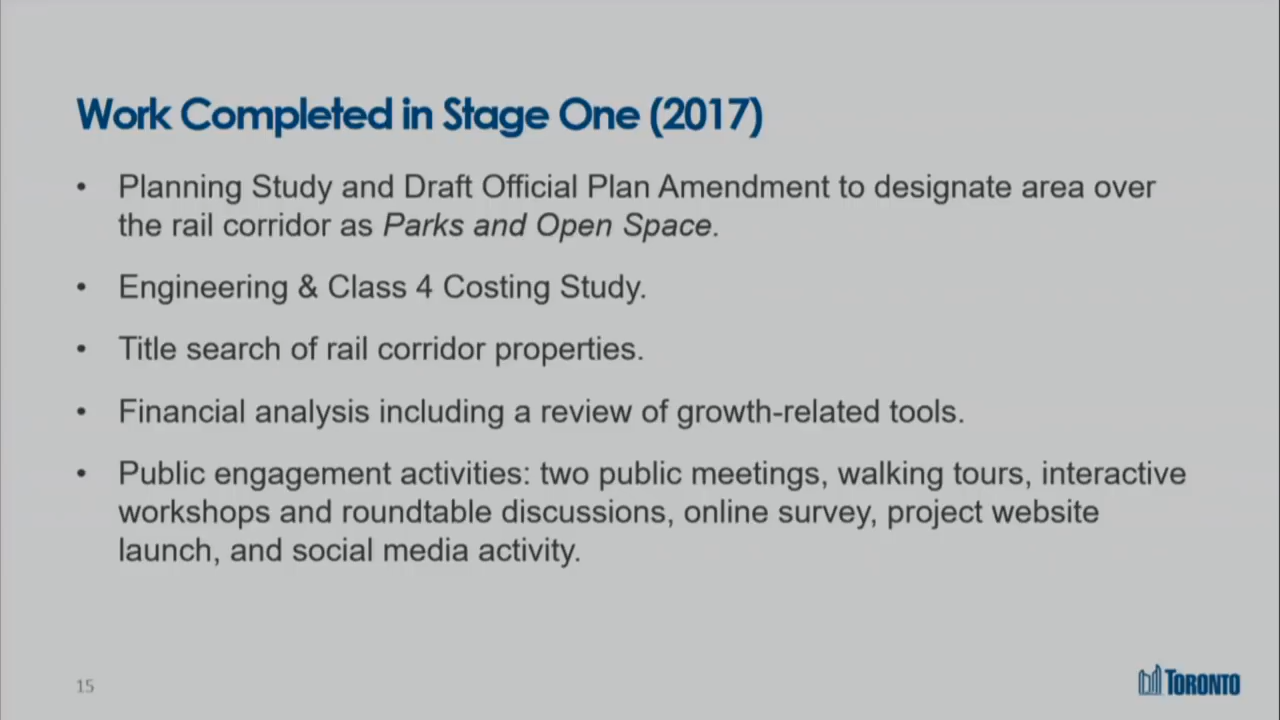 Work Completed in Stage One (2017)
• Planning Study and Draft Official Plan Amendment to designate area over
the rail corridor as Parks and Open Space.
• Engineering & Class 4 Costing Study.
• Title search of rail corridor properties.
• Financial analysis including a review of growth-related tools.
• Public engagement activities: two public meetings, walking tours, interactive
workshops and roundtable discussions, online survey, project website
launch, and social media activity.
15
TORONTO